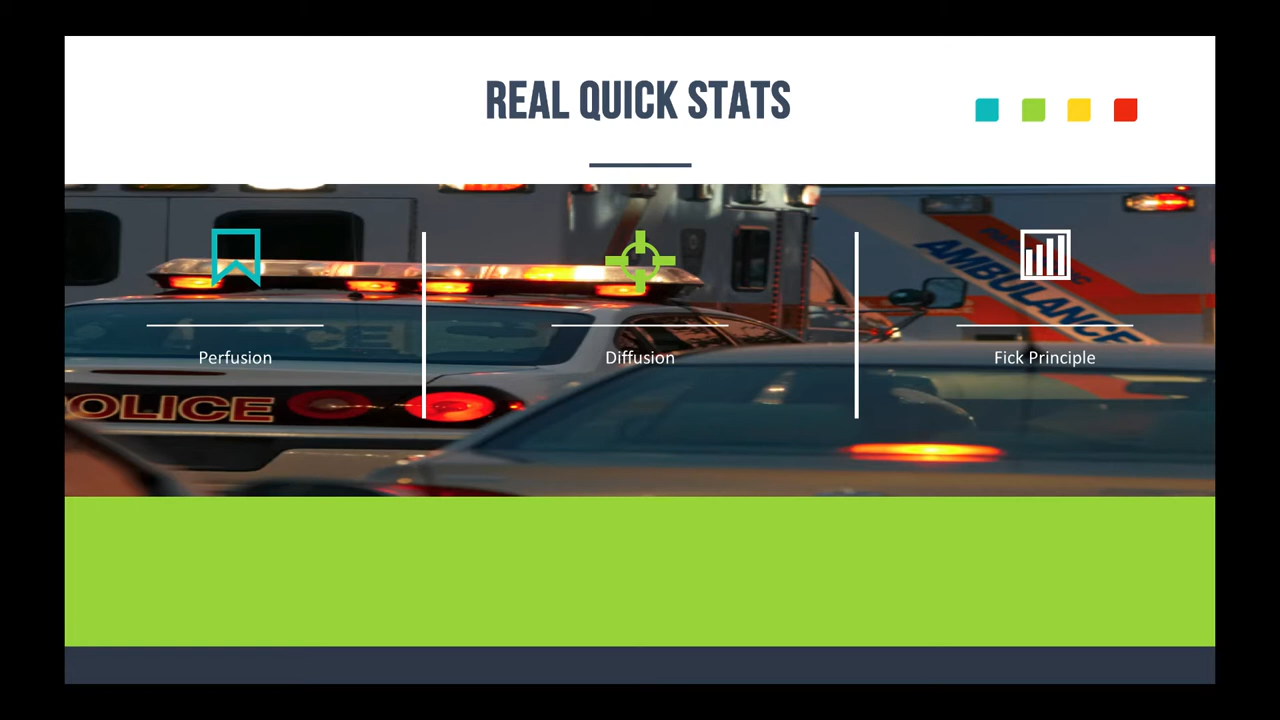 REAL QUICK STATS
AMBULANCE
Perfusion
Diffusion
Fick Principle
OLICE